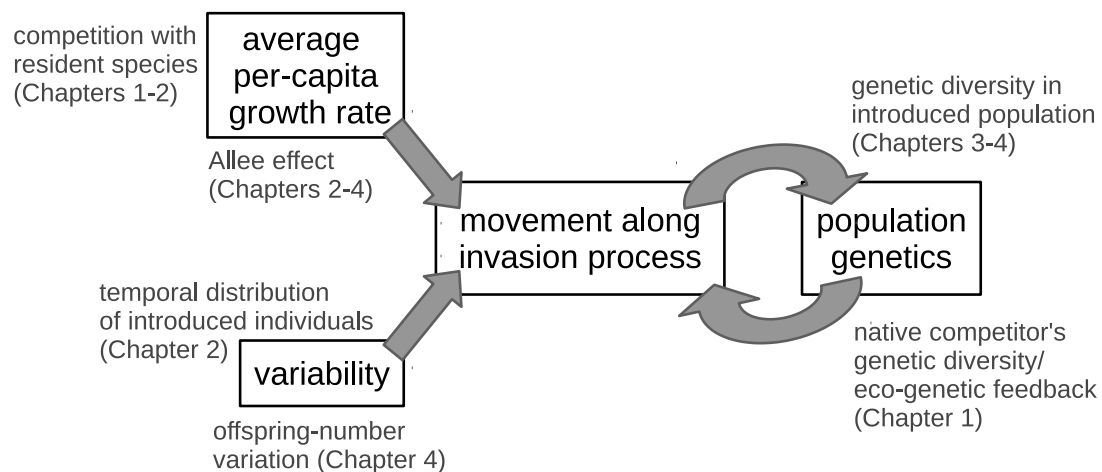 competition with
resident species
(Chapters 1-2)
average
per-capita
growth rate
Allee effect
(Chapters 2-4)
genetic diversity in
introduced population
(Chapters 3-4)
movement along
invasion process
population
genetics
temporal distribution
of introduced individuals
(Chapter 2)
variability
offspring-number
variation (Chapter 4)
native competitor's
genetic diversity/
eco-genetic feedback
(Chapter 1)